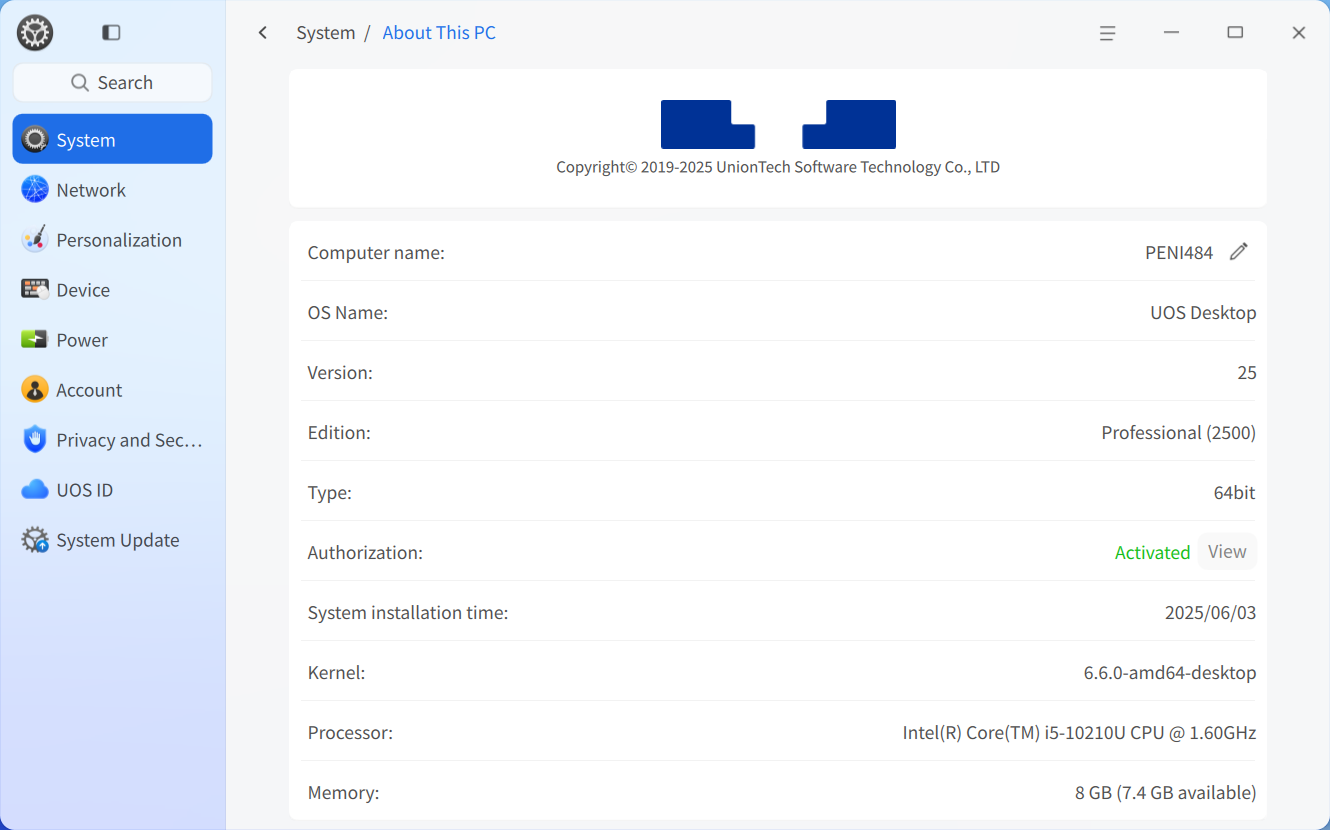 System / About This PC
Search
System
Network
Personalization
Device
Power
Account
Privacy and Sec...
UOS ID
System Update
Copyright© 2019-2025 UnionTech Software Technology Co., LTD
Computer name: PENI484
OS Name: UOS Desktop
Version: 25
Edition: Professional (2500)
Type: 64bit
Authorization: Activated View
System installation time: 2025/06/03
Kernel: 6.6.0-amd64-desktop
Processor: Intel(R) Core(TM) i5-10210U CPU @ 1.60GHz
Memory: 8 GB (7.4 GB available)